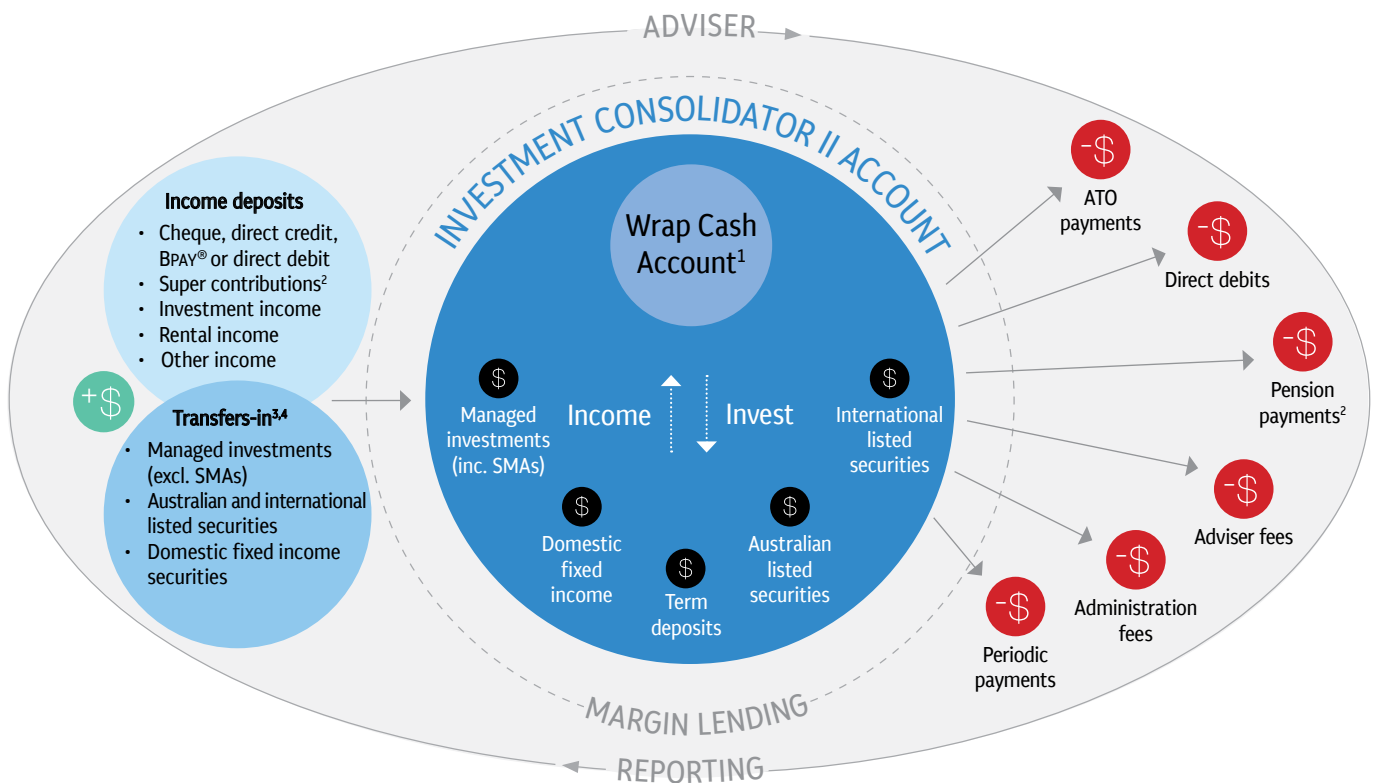 ADVISER
INVESTMENT CONSOLIDATOR II ACCOUNT
Income deposits
• Cheque, direct credit,
BPAY® or direct debit
• Super contributions²
• Investment income
• Rental income
• Other income
+$
Transfers-in³,⁴
• Managed investments
(excl. SMAs)
• Australian and international
listed securities
• Domestic fixed income
securities
Wrap Cash
Account¹
Income
Invest
$
Managed
investments
(inc. SMAs)
$
Domestic
fixed
income
$
Term
deposits
$
Australian
listed
securities
$
International
listed
securities
-$
ATO
payments
-$
Direct debits
-$
Pension
payments²
-$
Adviser fees
-$
Administration
fees
-$
Periodic
payments
MARGIN LENDING
REPORTING